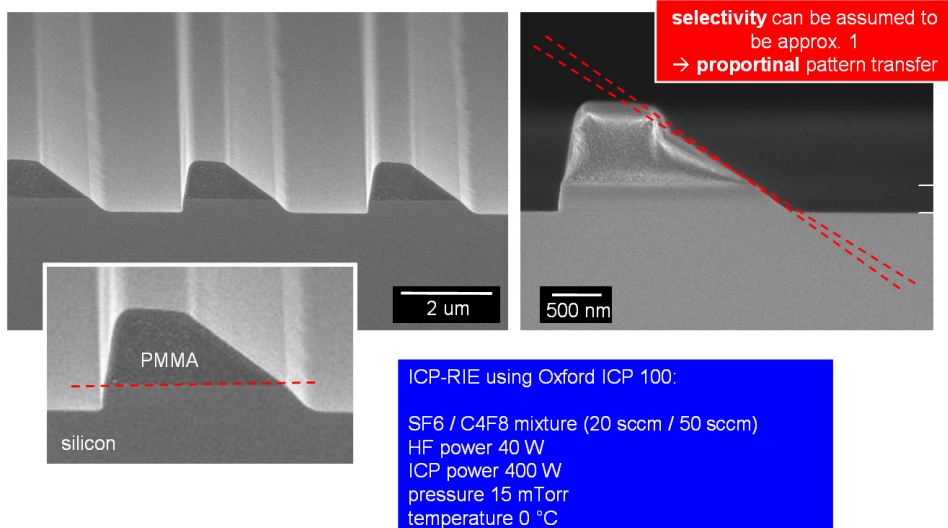 selectivity can be assumed to
be approx. 1
→ proportinal pattern transfer
2 um
500 nm
PMMA
silicon
ICP-RIE using Oxford ICP 100:
SF6 / C4F8 mixture (20 sccm / 50 sccm)
HF power 40 W
ICP power 400 W
pressure 15 mTorr
temperature 0 °C